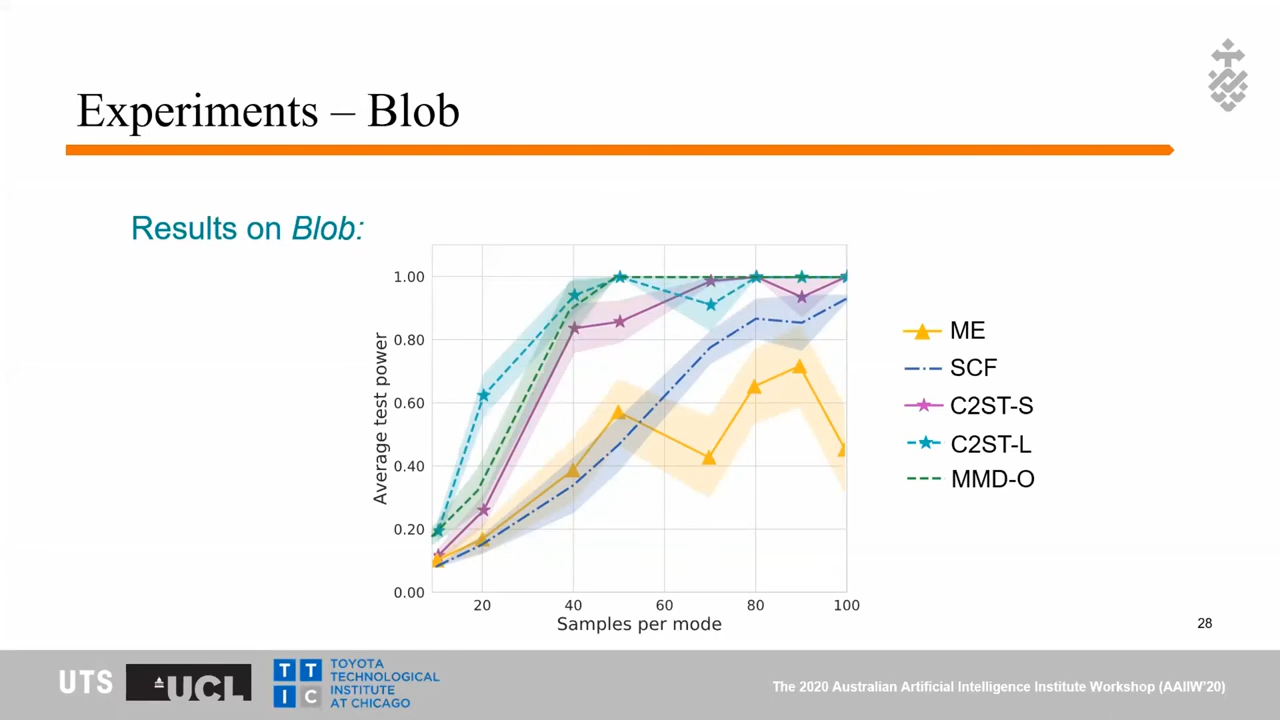 Experiments – Blob
Results on Blob:
1.00
0.80
0.60
0.40
0.20
0.00
Average test power
20 40 60 80 100
Samples per mode
ME
SCF
C2ST-S
C2ST-L
MMD-O
28
UTS
UCL
TTIC
TOYOTA
TECHNOLOGICAL
INSTITUTE
AT CHICAGO
The 2020 Australian Artificial Intelligence Institute Workshop (AAIIW'20)